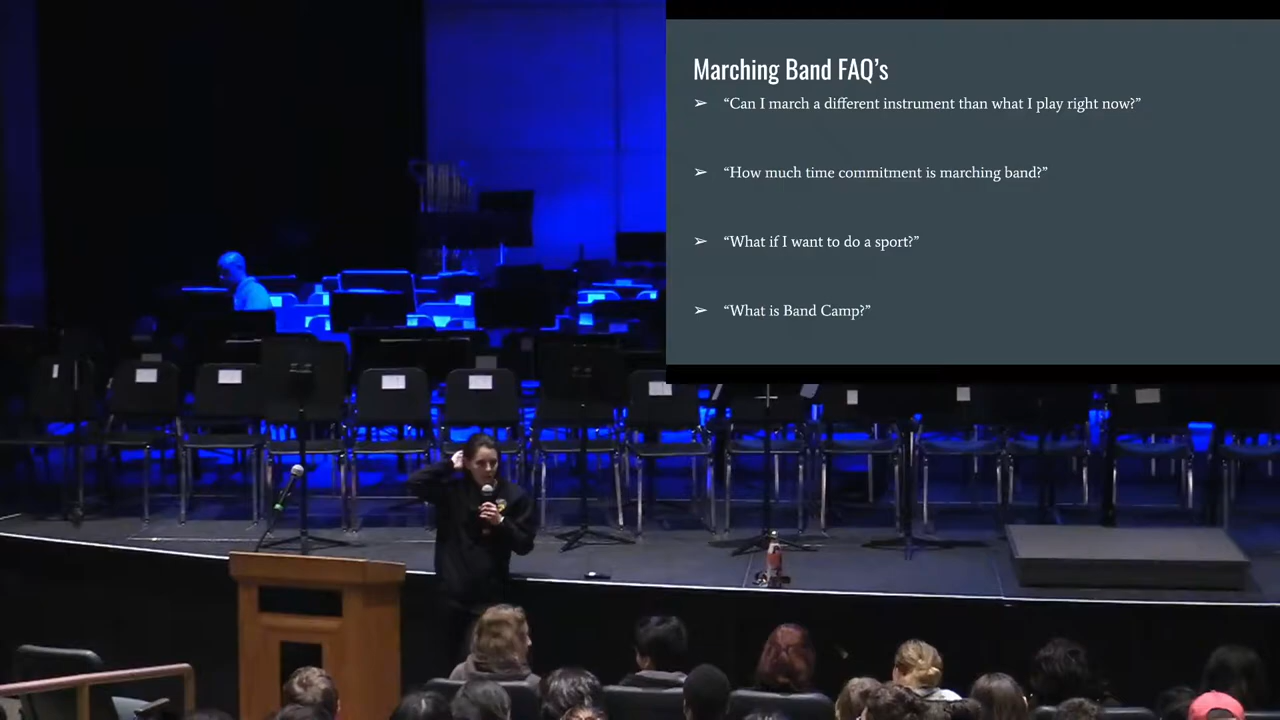 Marching Band FAQ's
➢ “Can I march a different instrument than what I play right now?”
➢ “How much time commitment is marching band?”
➢ “What if I want to do a sport?”
➢ “What is Band Camp?”